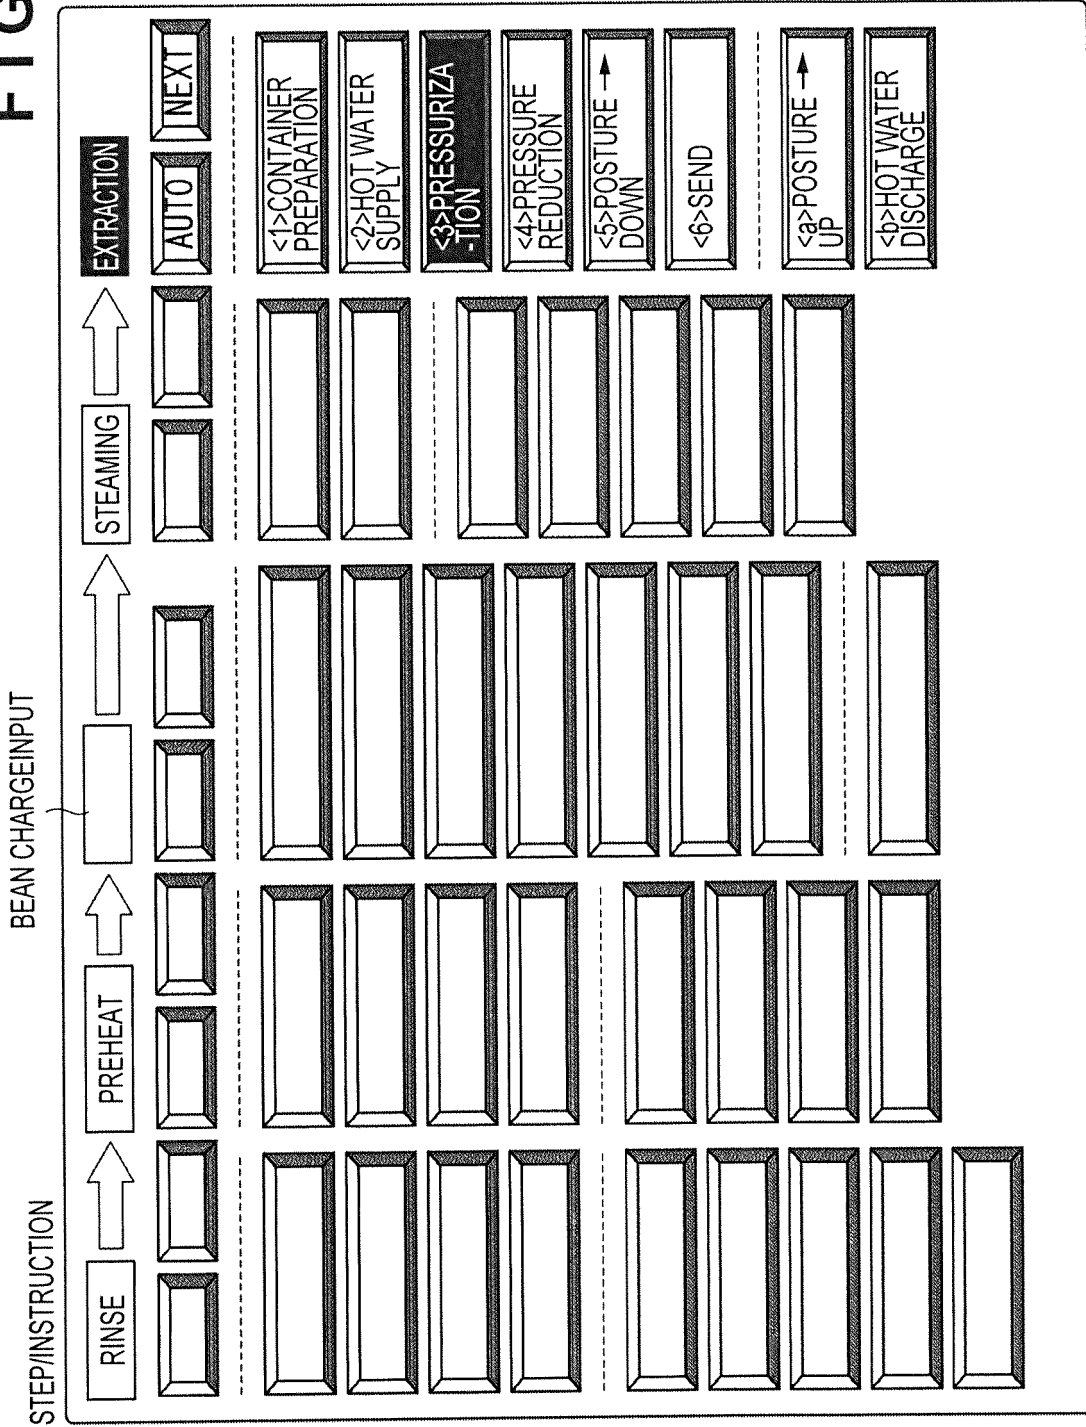 FIG
STEP/INSTRUCTION
BEAN CHARGEINPUT
RINSE
PREHEAT
STEAMING
EXTRACTION
AUTO
NEXT
<1>CONTAINER
PREPARATION
<2>HOT WATER
SUPPLY
<3>PRESSURIZA
-TION
<4>PRESSURE
REDUCTION
<5>POSTURE →
DOWN
<6>SEND
<a>POSTURE →
UP
<b>HOT WATER
DISCHARGE